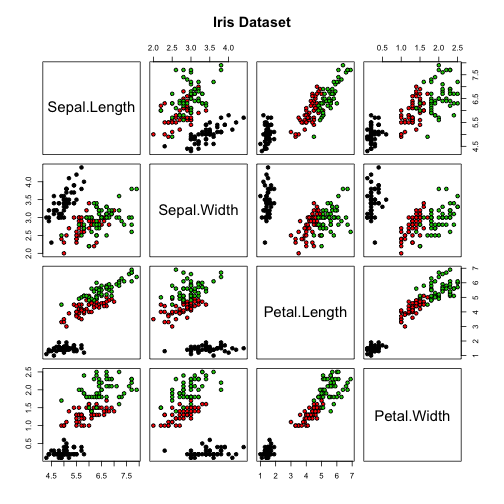 Iris Dataset
2.0 2.5 3.0 3.5 4.0
0.5 1.0 1.5 2.0 2.5
Sepal.Length
4.5 5.5 6.5 7.5
2.0 2.5 3.0 3.5 4.0
Sepal.Width
Petal.Length
1 2 3 4 5 6 7
0.5 1.0 1.5 2.0 2.5
Petal.Width
4.5 5.5 6.5 7.5
1 2 3 4 5 6 7